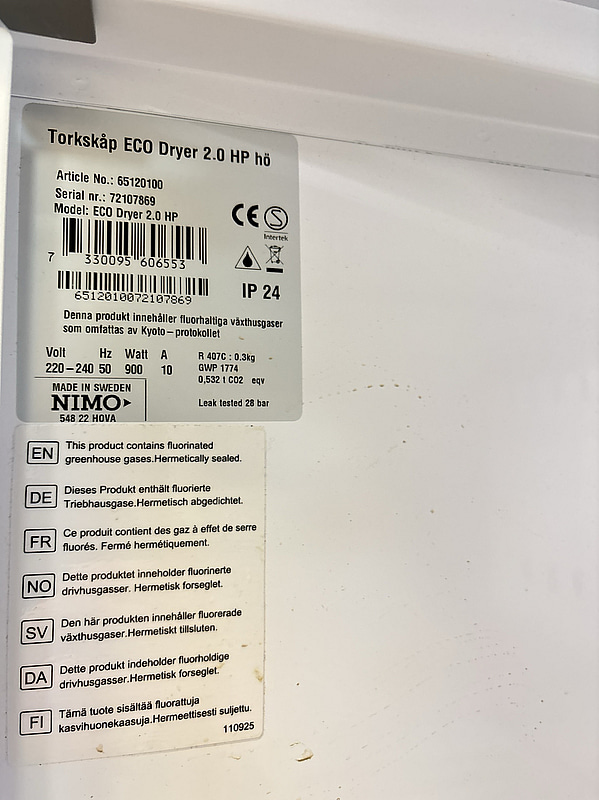 Torkskåp ECO Dryer 2.0 HP hö
Article No.: 65120100
Serial nr.: 72107869
Model: ECO Dryer 2.0 HP
CE S
Intertek
7 330095 606553
6512010072107869
IP 24
Denna produkt innehåller fluorhaltiga växthusgaser
som omfattas av Kyoto-protokollet
Volt Hz Watt A
220-240 50 900 10
R 407C : 0,3kg
GWP 1774
0,532 t CO2 eqv
MADE IN SWEDEN
NIMO
548 22 HOVA
Leak tested 28 bar
EN This product contains fluorinated
greenhouse gases.Hermetically sealed.
DE Dieses Produkt enthält fluorierte
Triebhausgase.Hermetisch abgedichtet.
FR Ce produit contient des gaz à effet de serre
fluorés. Fermé hermétiquement.
NO Dette produktet inneholder fluorinerte
drivhusgasser. Hermetisk forseglet.
SV Den här produkten innehåller fluorerade
växthusgaser.Hermetiskt tillsluten.
DA Dette produkt indeholder fluorholdige
drivhusgasser.Hermetisk forseglet.
FI Tämä tuote sisältää fluorattuja
kasvihuonekaasuja.Hermeettisesti suljettu.
110925